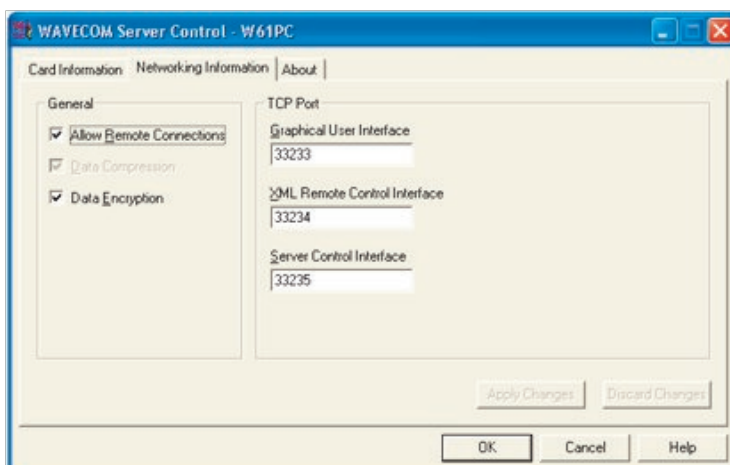 WAVECOM Server Control - W61PC
Card Information Networking Information About
General
Allow Remote Connections
Data Compression
Data Encryption
TCP Port
Graphical User Interface
33233
XML Remote Control Interface
33234
Server Control Interface
33235
Apply Changes Discard Changes
OK Cancel Help